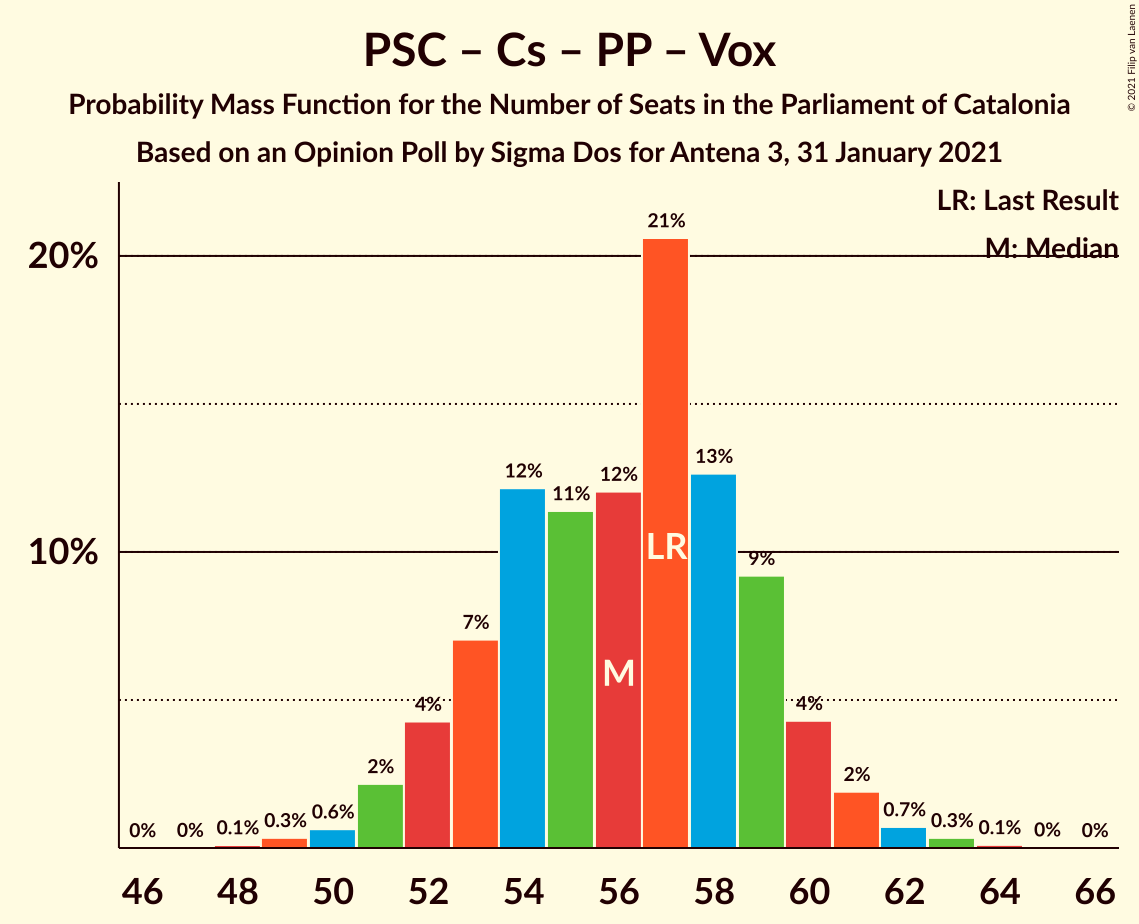 PSC – Cs – PP – Vox
Probability Mass Function for the Number of Seats in the Parliament of Catalonia
Based on an Opinion Poll by Sigma Dos for Antena 3, 31 January 2021
© 2021 Filip van Laenen
LR: Last Result
M: Median
20%
10%
0% 0% 0.1% 0.3% 0.6% 2% 4% 7% 12% 11% 12% 21% 13% 9% 4% 2% 0.7% 0.3% 0.1% 0% 0%
LR
M
46 48 50 52 54 56 58 60 62 64 66